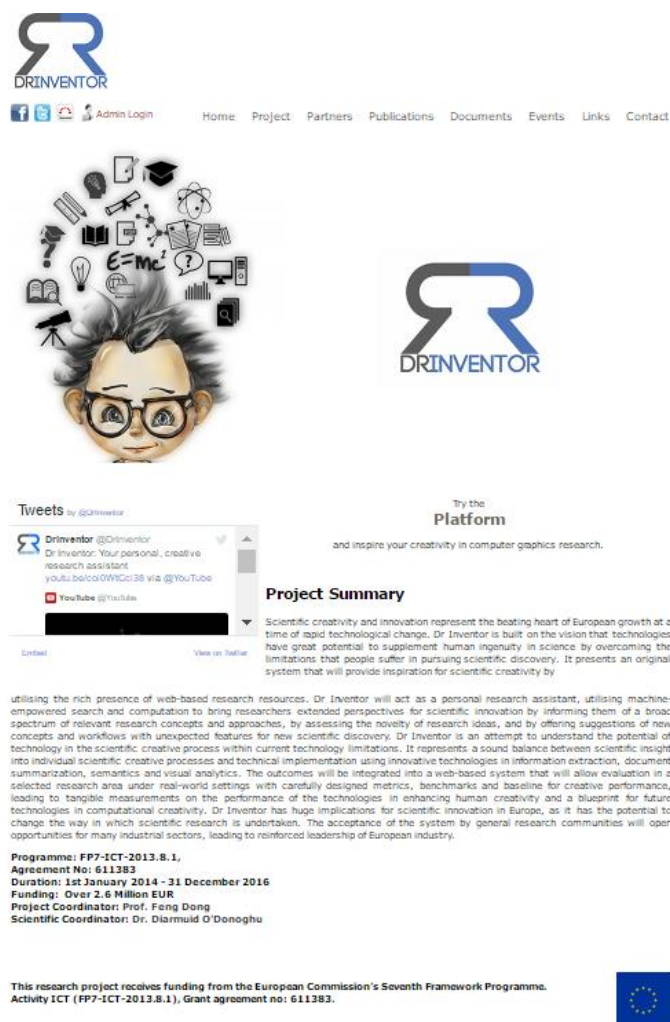 DRINVENTOR
Admin Login
Home Project Partners Publications Documents Events Links Contact
E=mc²
DRINVENTOR
Tweets by @DrInventor
DrInventor @DrInventor
Dr Inventor: Your personal, creative
research assistant
via @YouTube
YouTube @YouTube
Embed View on Twitter
Try the
Platform
and inspire your creativity in computer graphics research.
Project Summary
Scientific creativity and innovation represent the beating heart of European growth at a
time of rapid technological change. Dr Inventor is built on the vision that technologies
have great potential to supplement human ingenuity in science by overcoming the
limitations that people suffer in pursuing scientific discovery. It presents an original
system that will provide inspiration for scientific creativity by
utilising the rich presence of web-based research resources. Dr Inventor will act as a personal research assistant, utilising machine-
empowered search and computation to bring researchers extended perspectives for scientific innovation by informing them of a broad
spectrum of relevant research concepts and approaches, by assessing the novelty of research ideas, and by offering suggestions of new
concepts and workflows with unexpected features for new scientific discovery. Dr Inventor is an attempt to understand the potential of
technology in the scientific creative process within current technology limitations. It represents a sound balance between scientific insight
into individual scientific creative processes and technical implementation using innovative technologies in information extraction, document
summarization, semantics and visual analytics. The outcomes will be integrated into a web-based system that will allow evaluation in a
selected research area under real-world settings with carefully designed metrics, benchmarks and baseline for creative performance,
leading to tangible measurements on the performance of the technologies in enhancing human creativity and a blueprint for future
technologies in computational creativity. Dr Inventor has huge implications for scientific innovation in Europe, as it has the potential to
change the way in which scientific research is undertaken. The acceptance of the system by general research communities will open
opportunities for many industrial sectors, leading to reinforced leadership of European industry.
Programme: FP7-ICT-2013.8.1,
Agreement No: 611383
Duration: 1st January 2014 - 31 December 2016
Funding: Over 2.6 Million EUR
Project Coordinator: Prof. Feng Dong
Scientific Coordinator: Dr. Diarmuid O'Donoghu
This research project receives funding from the European Commission's Seventh Framework Programme.
Activity ICT (FP7-ICT-2013.8.1), Grant agreement no: 611383.